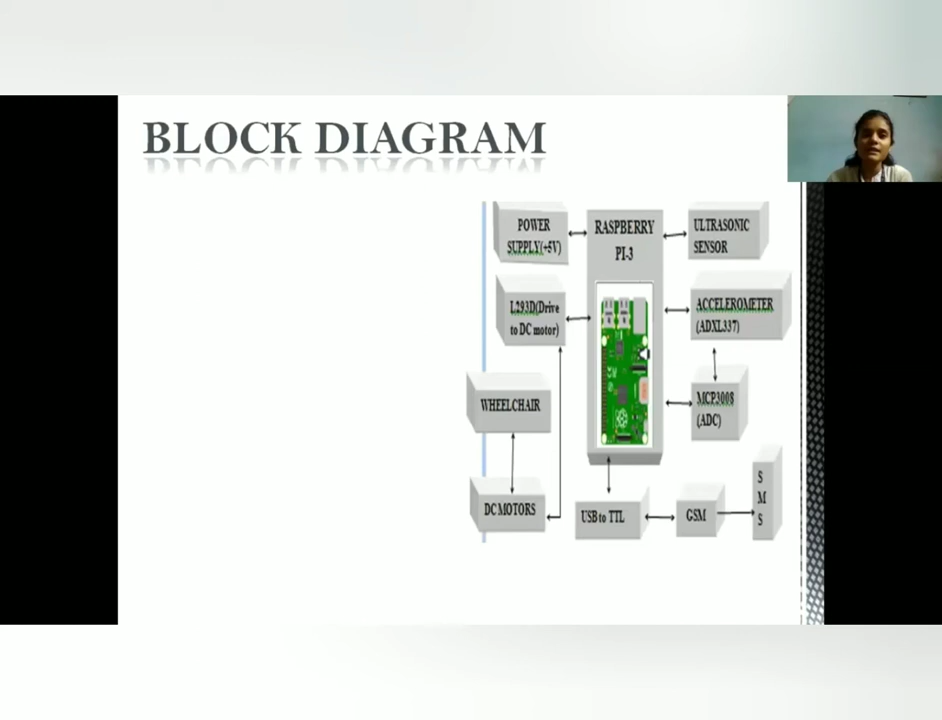 BLOCK DIAGRAM
POWER
SUPPLY(+5V)
RASPBERRY
PI-3
ULTRASONIC
SENSOR
L293D(Drive
to DC motor)
ACCELEROMETER
(ADXL337)
WHEELCHAIR
MCP3008
(ADC)
DC MOTORS
USB to TTL
GSM
S
M
S